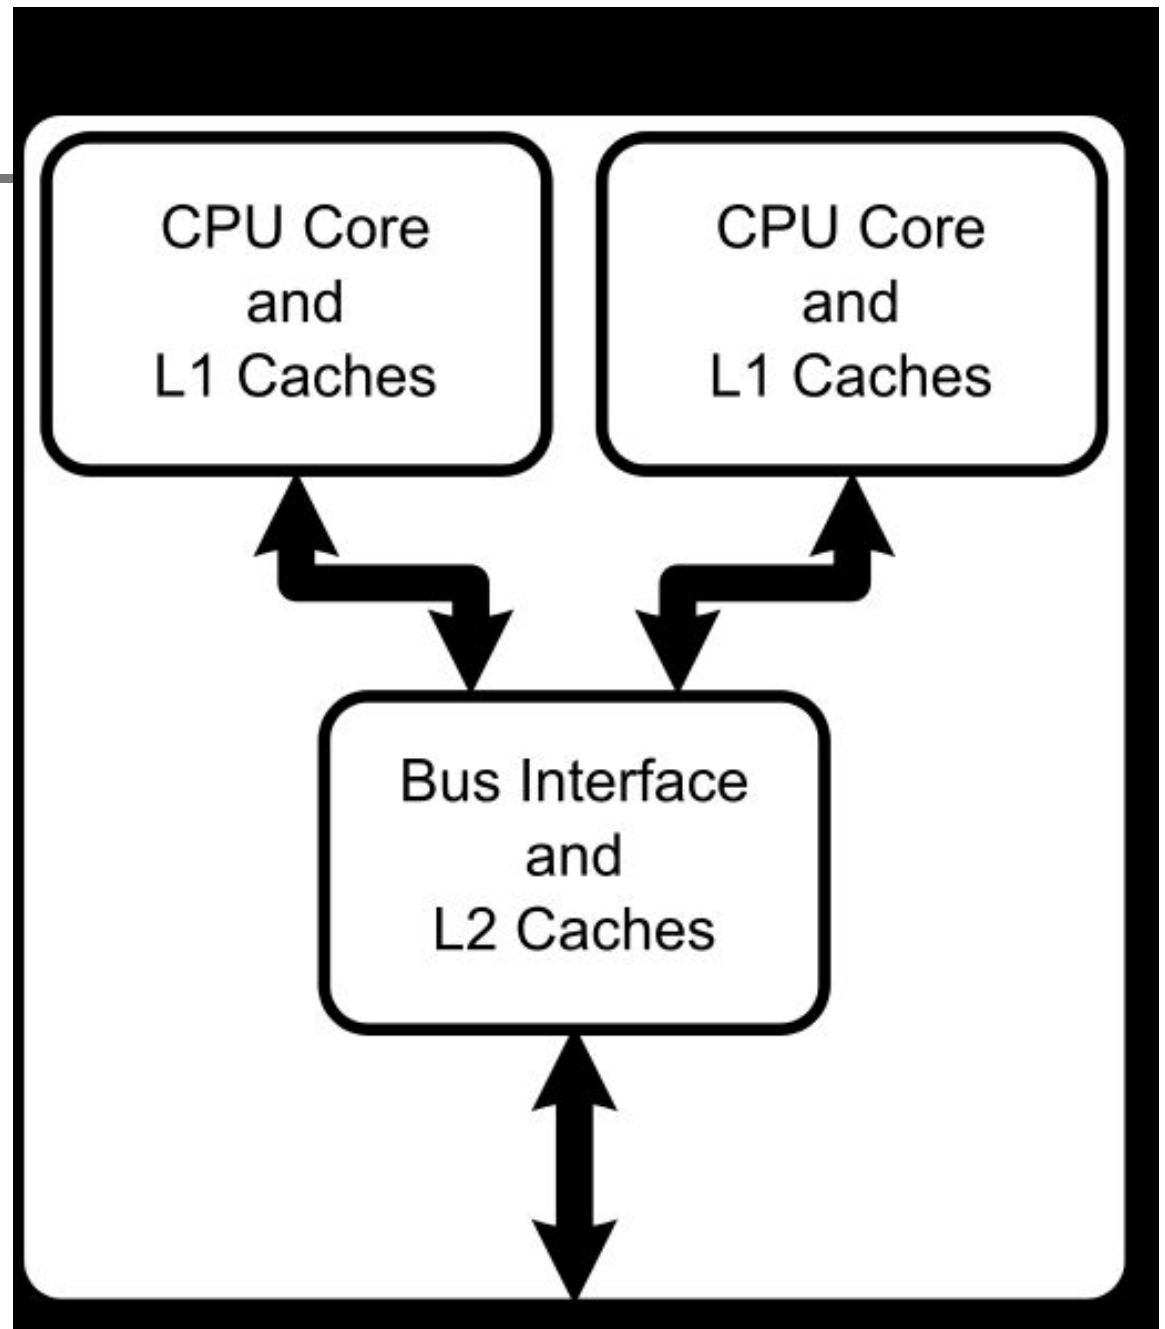 CPU Core
and
L1 Caches
CPU Core
and
L1 Caches
Bus Interface
and
L2 Caches